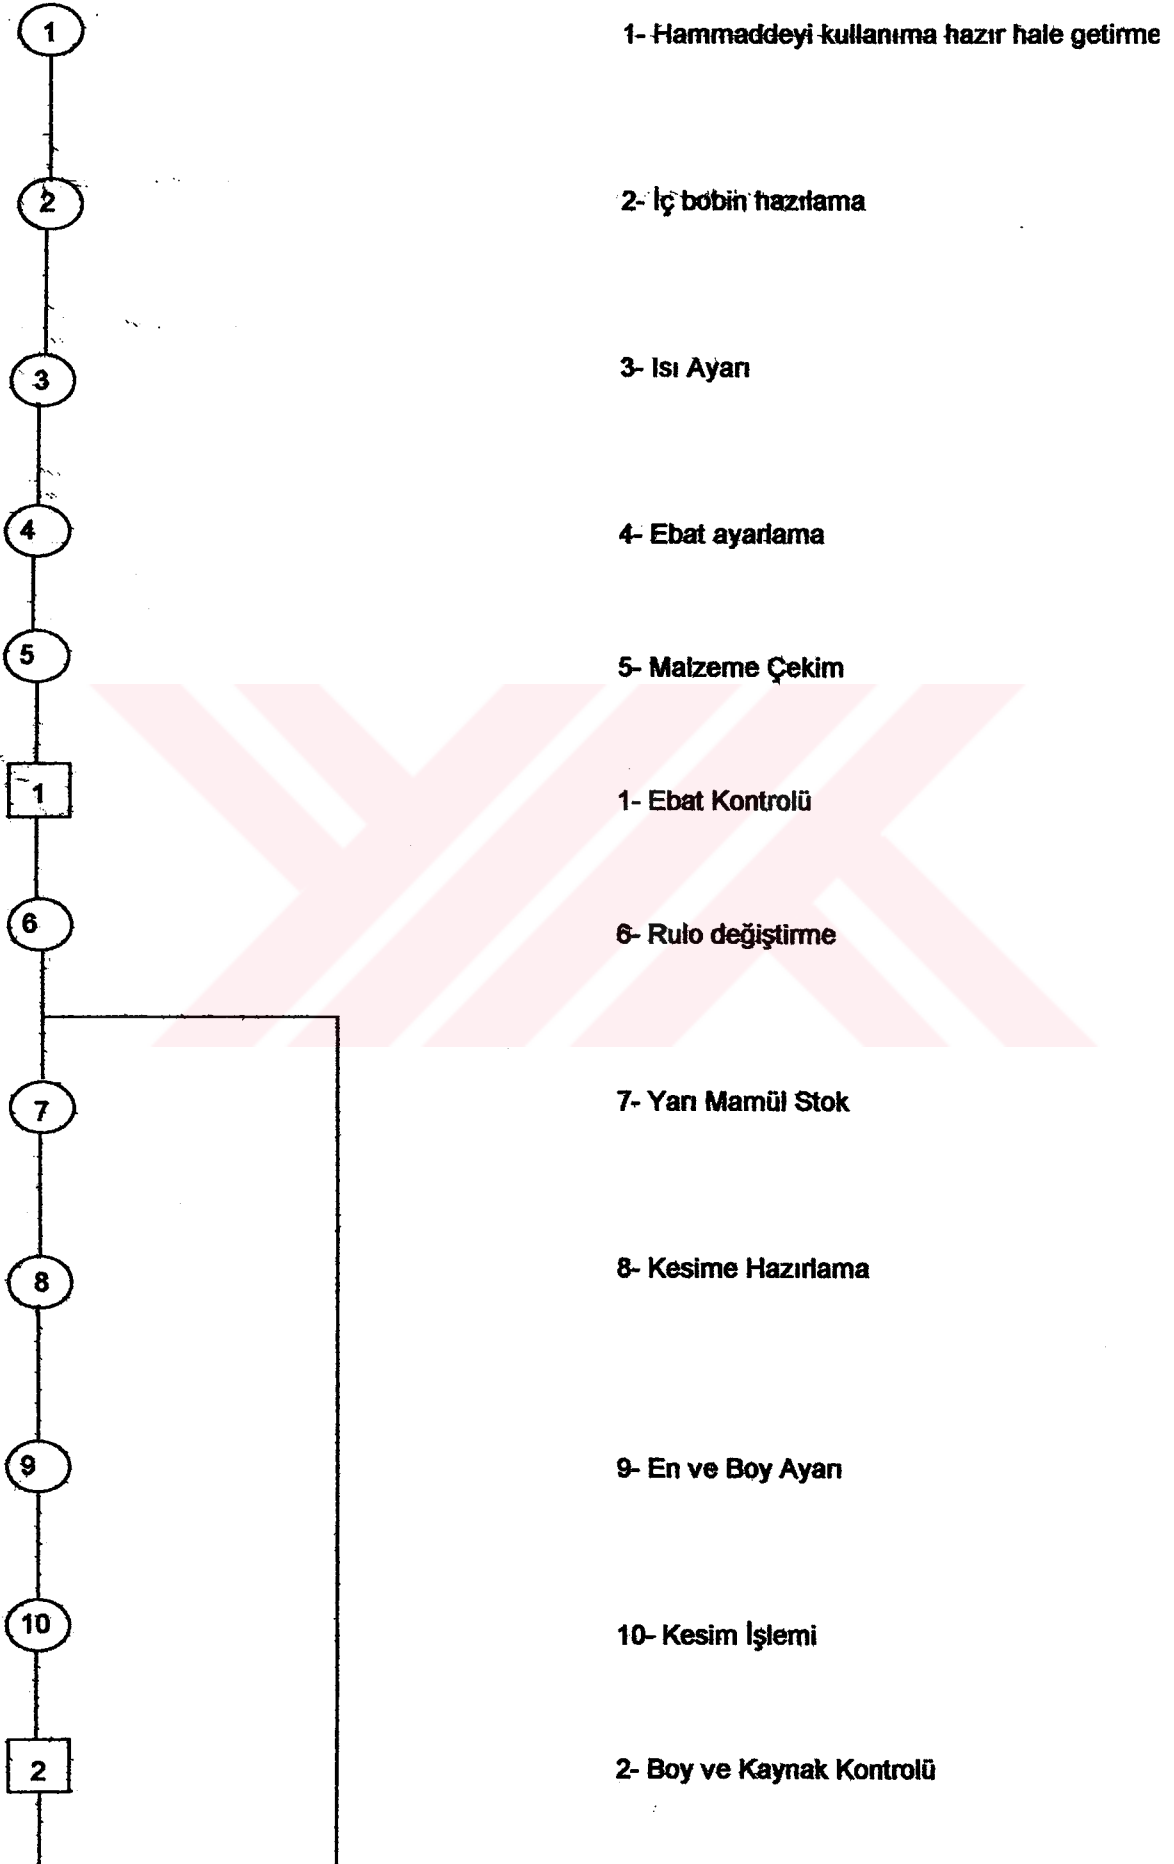 1
1- Hammaddeyi kullanıma hazır hale getirme
2
2- İç bobin hazırlama
3
3- Isı Ayarı
4
4- Ebat ayarlama
5
5- Malzeme Çekim
1
1- Ebat Kontrolü
6
6- Rulo değiştirme
7
7- Yarı Mamül Stok
8
8- Kesime Hazırlama
9
9- En ve Boy Ayarı
10
10- Kesim İşlemi
2
2- Boy ve Kaynak Kontrolü